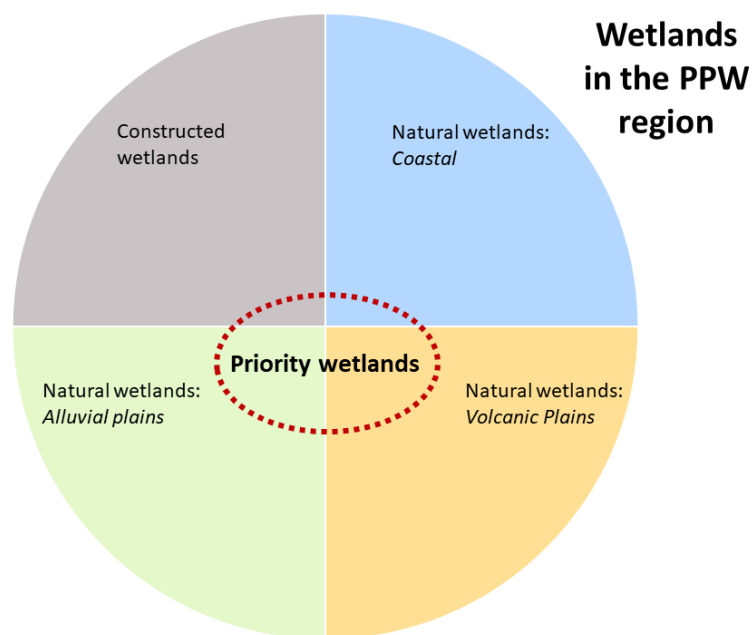 Wetlands
in the PPW
region
Constructed
wetlands
Natural wetlands:
Coastal
Priority wetlands
Natural wetlands:
Alluvial plains
Natural wetlands:
Volcanic Plains